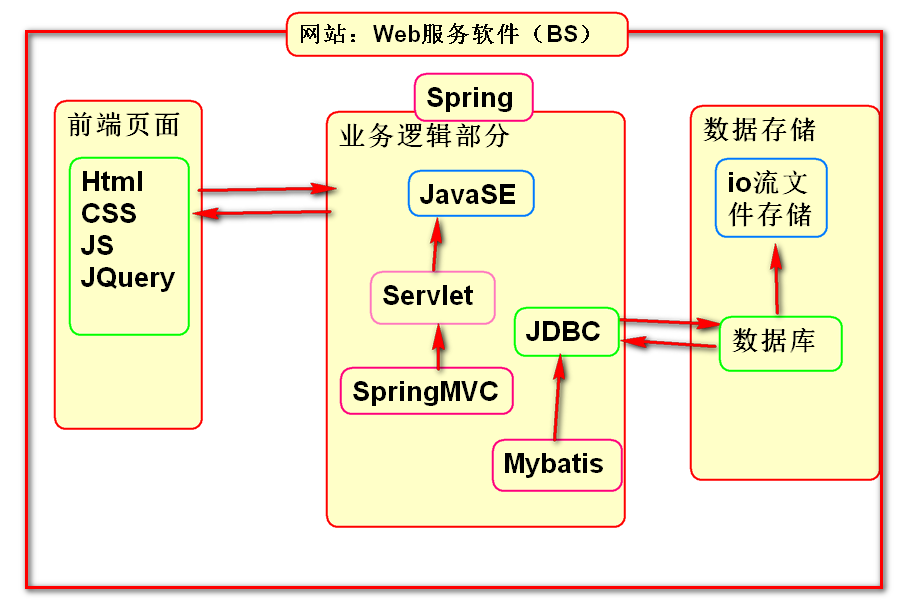 网站：Web服务软件（BS）
前端页面
Html
CSS
JS
JQuery
Spring
业务逻辑部分
JavaSE
Servlet
SpringMVC
JDBC
Mybatis
数据存储
io流文
件存储
数据库